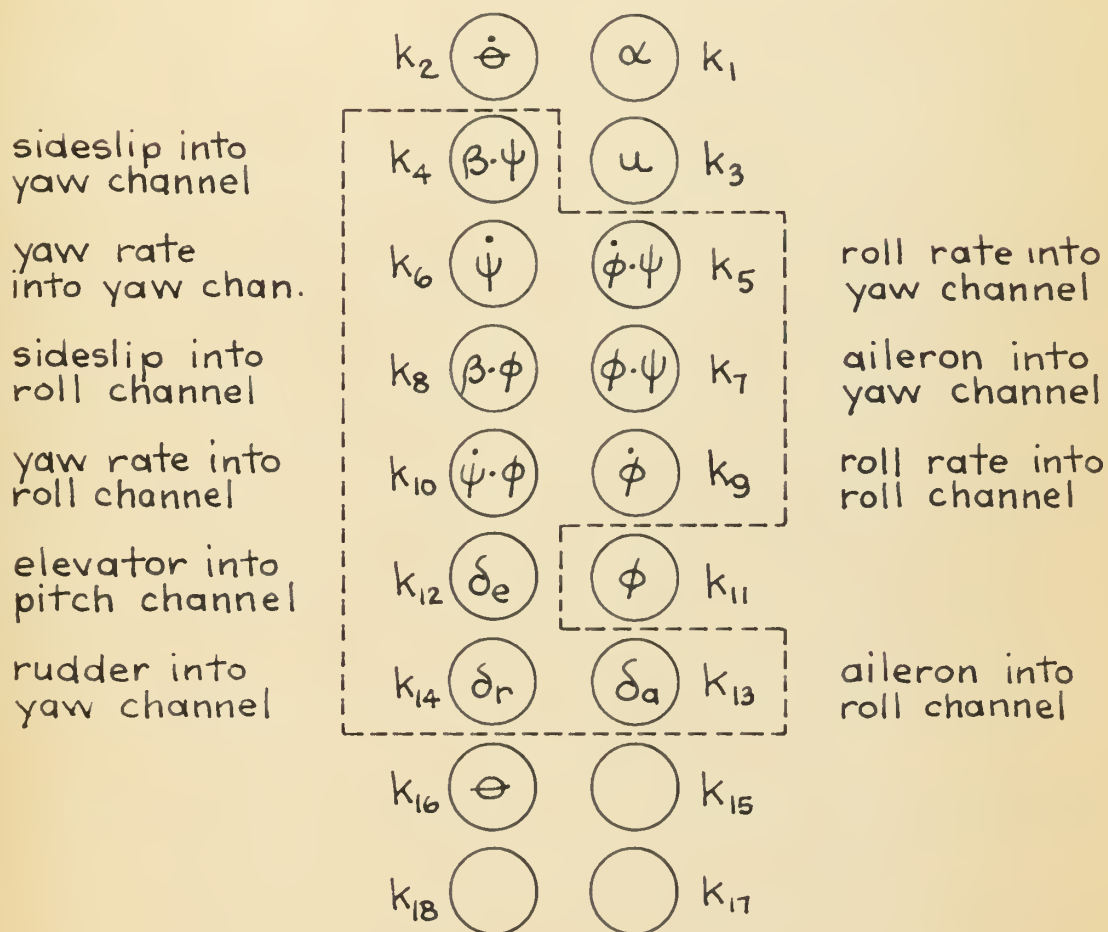 k₂ θ̇ α k₁
sideslip into
yaw channel
k₄ β·ψ u k₃
yaw rate
into yaw chan.
k₆ ψ̇ φ̇·ψ k₅
roll rate into
yaw channel
sideslip into
roll channel
k₈ β·φ φ·ψ k₇
aileron into
yaw channel
yaw rate into
roll channel
k₁₀ ψ̇·φ φ̇ k₉
roll rate into
roll channel
elevator into
pitch channel
k₁₂ δe φ k₁₁
rudder into
yaw channel
k₁₄ δr δa k₁₃
aileron into
roll channel
k₁₆ θ k₁₅
k₁₈ k₁₇